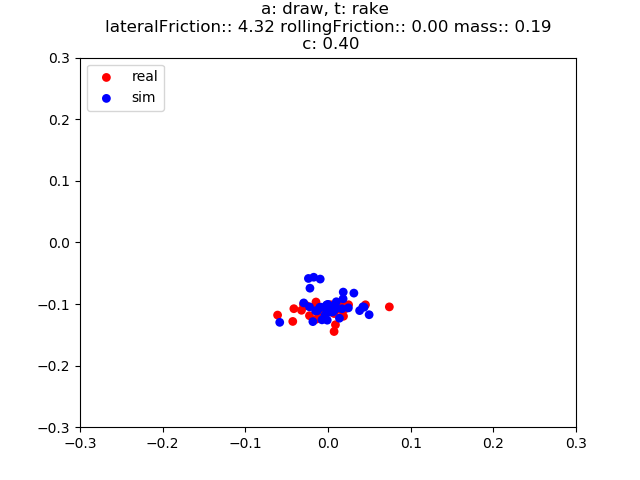 a: draw, t: rake
lateralFriction:: 4.32 rollingFriction:: 0.00 mass:: 0.19
c: 0.40
real
sim
0.3
0.2
0.1
0.0
−0.1
−0.2
−0.3
−0.3
−0.2
−0.1
0.0
0.1
0.2
0.3